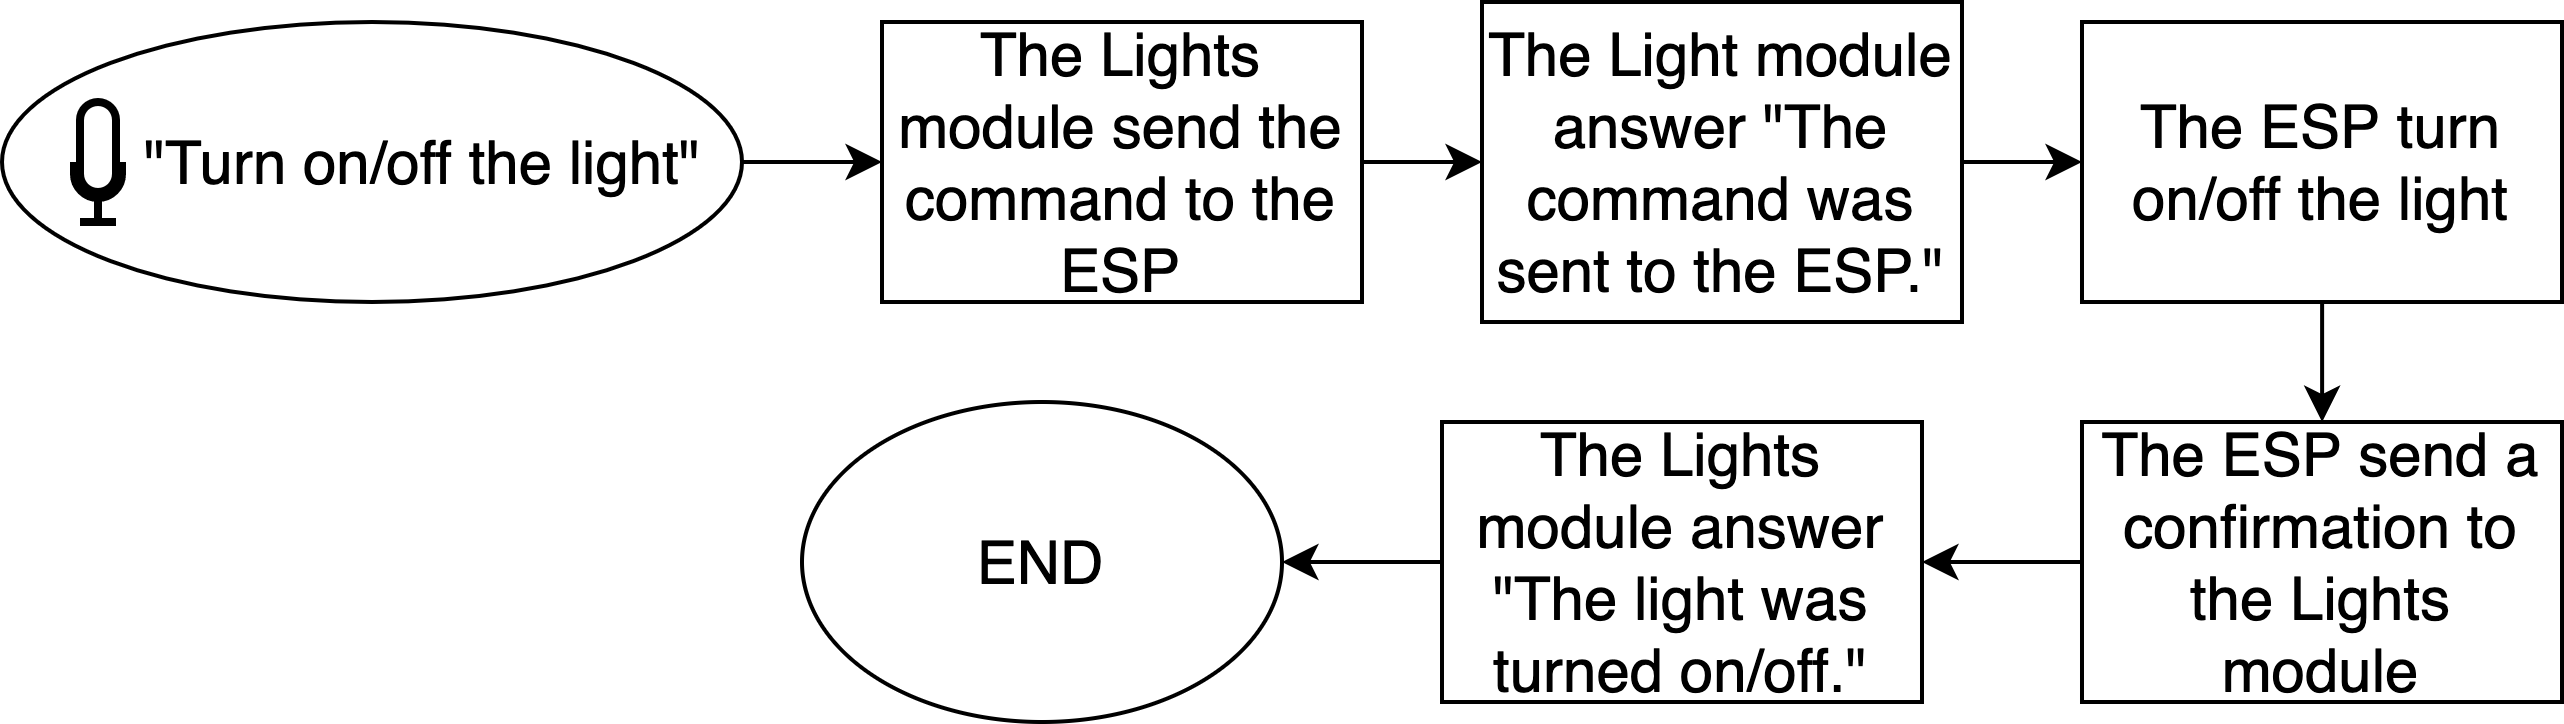 "Turn on/off the light"
The Lights
module send the
command to the
ESP
The Light module
answer "The
command was
sent to the ESP."
The ESP turn
on/off the light
The ESP send a
confirmation to
the Lights
module
The Lights
module answer
"The light was
turned on/off."
END